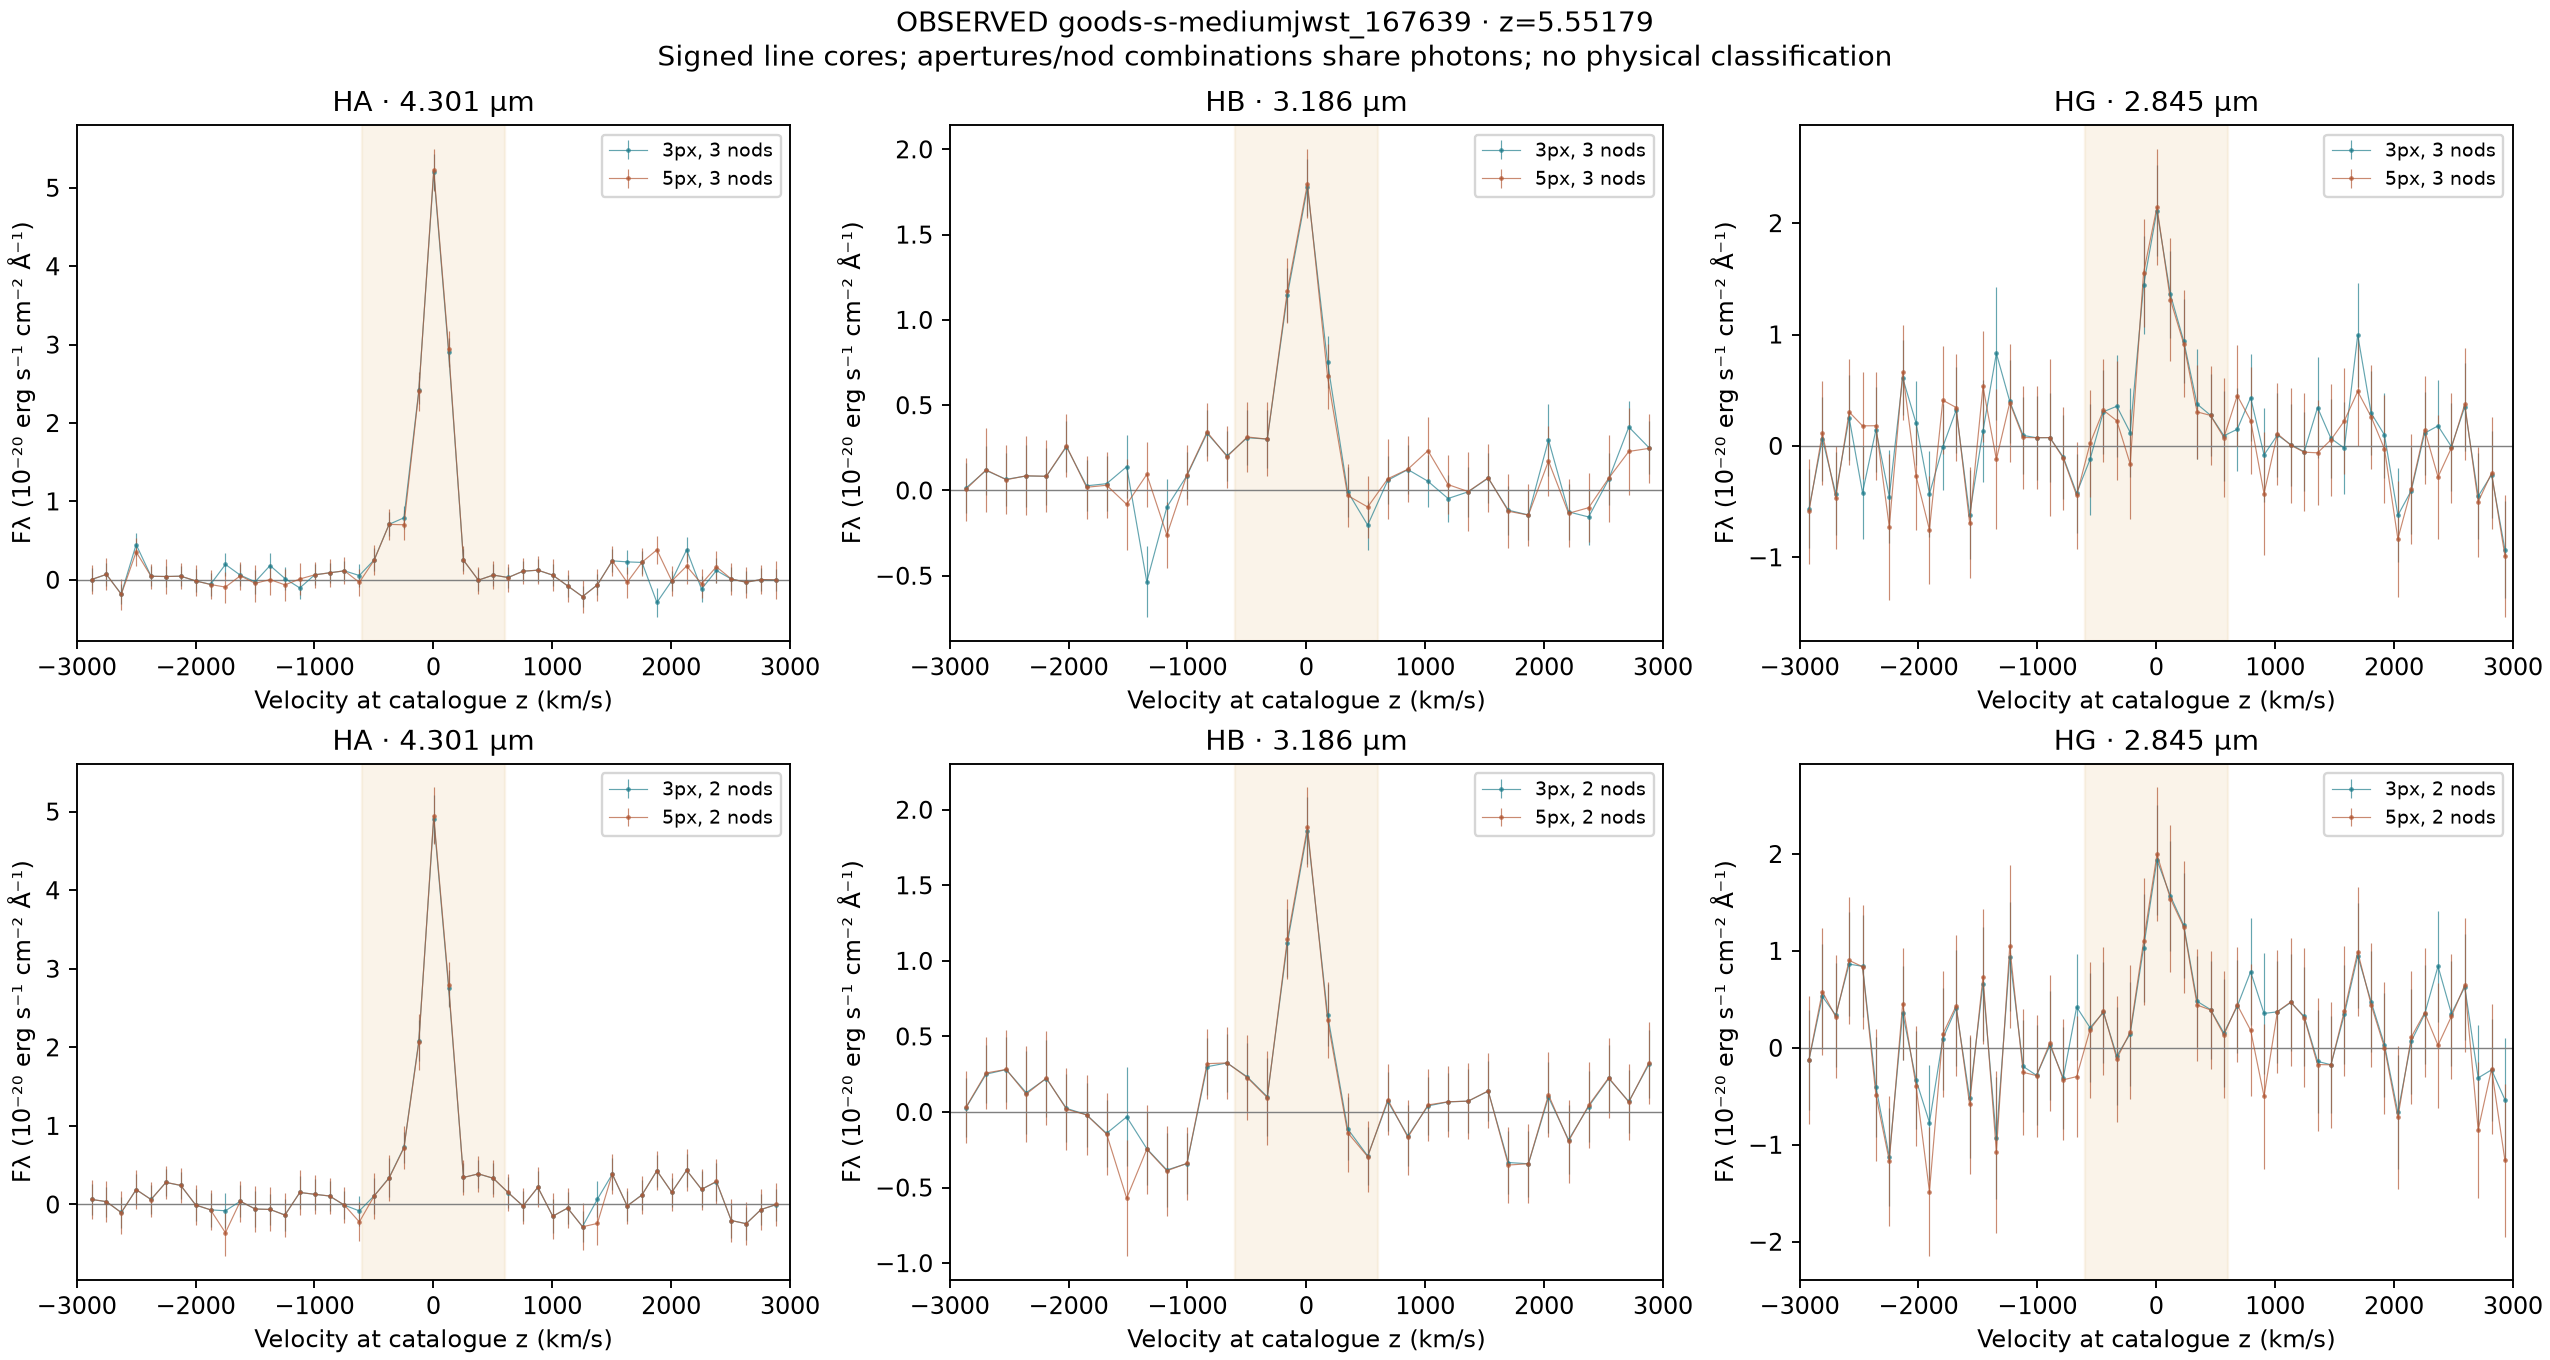 OBSERVED goods-s-mediumjwst_167639 · z=5.55179
Signed line cores; apertures/nod combinations share photons; no physical classification
HA · 4.301 µm
3px, 3 nods
5px, 3 nods
Fλ (10⁻²⁰ erg s⁻¹ cm⁻² Å⁻¹)
5
4
3
2
1
0
−3000 −2000 −1000 0 1000 2000 3000
Velocity at catalogue z (km/s)
HB · 3.186 µm
3px, 3 nods
5px, 3 nods
Fλ (10⁻²⁰ erg s⁻¹ cm⁻² Å⁻¹)
2.0
1.5
1.0
0.5
0.0
−0.5
−3000 −2000 −1000 0 1000 2000 3000
Velocity at catalogue z (km/s)
HG · 2.845 µm
3px, 3 nods
5px, 3 nods
Fλ (10⁻²⁰ erg s⁻¹ cm⁻² Å⁻¹)
2
1
0
−1
−3000 −2000 −1000 0 1000 2000 3000
Velocity at catalogue z (km/s)
HA · 4.301 µm
3px, 2 nods
5px, 2 nods
Fλ (10⁻²⁰ erg s⁻¹ cm⁻² Å⁻¹)
5
4
3
2
1
0
−3000 −2000 −1000 0 1000 2000 3000
Velocity at catalogue z (km/s)
HB · 3.186 µm
3px, 2 nods
5px, 2 nods
Fλ (10⁻²⁰ erg s⁻¹ cm⁻² Å⁻¹)
2.0
1.5
1.0
0.5
0.0
−0.5
−1.0
−3000 −2000 −1000 0 1000 2000 3000
Velocity at catalogue z (km/s)
HG · 2.845 µm
3px, 2 nods
5px, 2 nods
Fλ (10⁻²⁰ erg s⁻¹ cm⁻² Å⁻¹)
2
1
0
−1
−2
−3000 −2000 −1000 0 1000 2000 3000
Velocity at catalogue z (km/s)